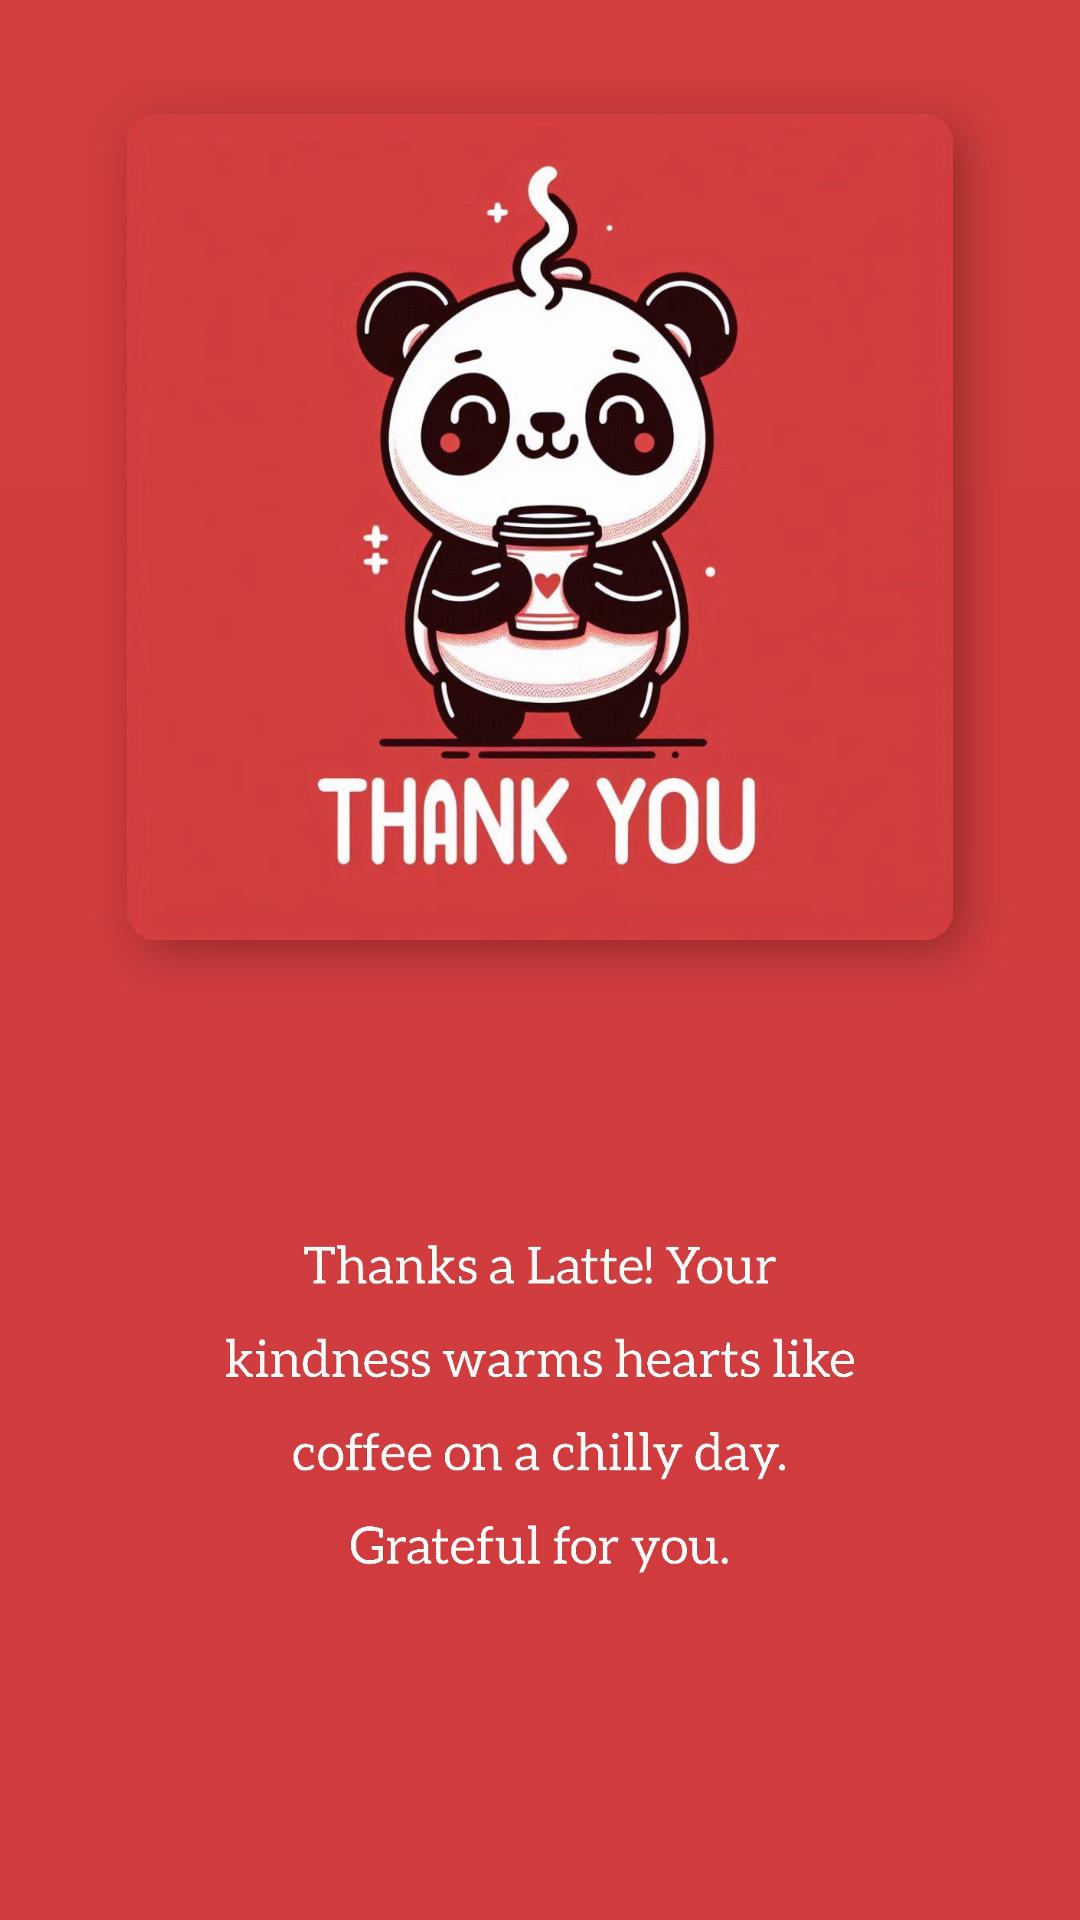 THANK YOU
Thanks a Latte! Your
kindness warms hearts like
coffee on a chilly day.
Grateful for you.